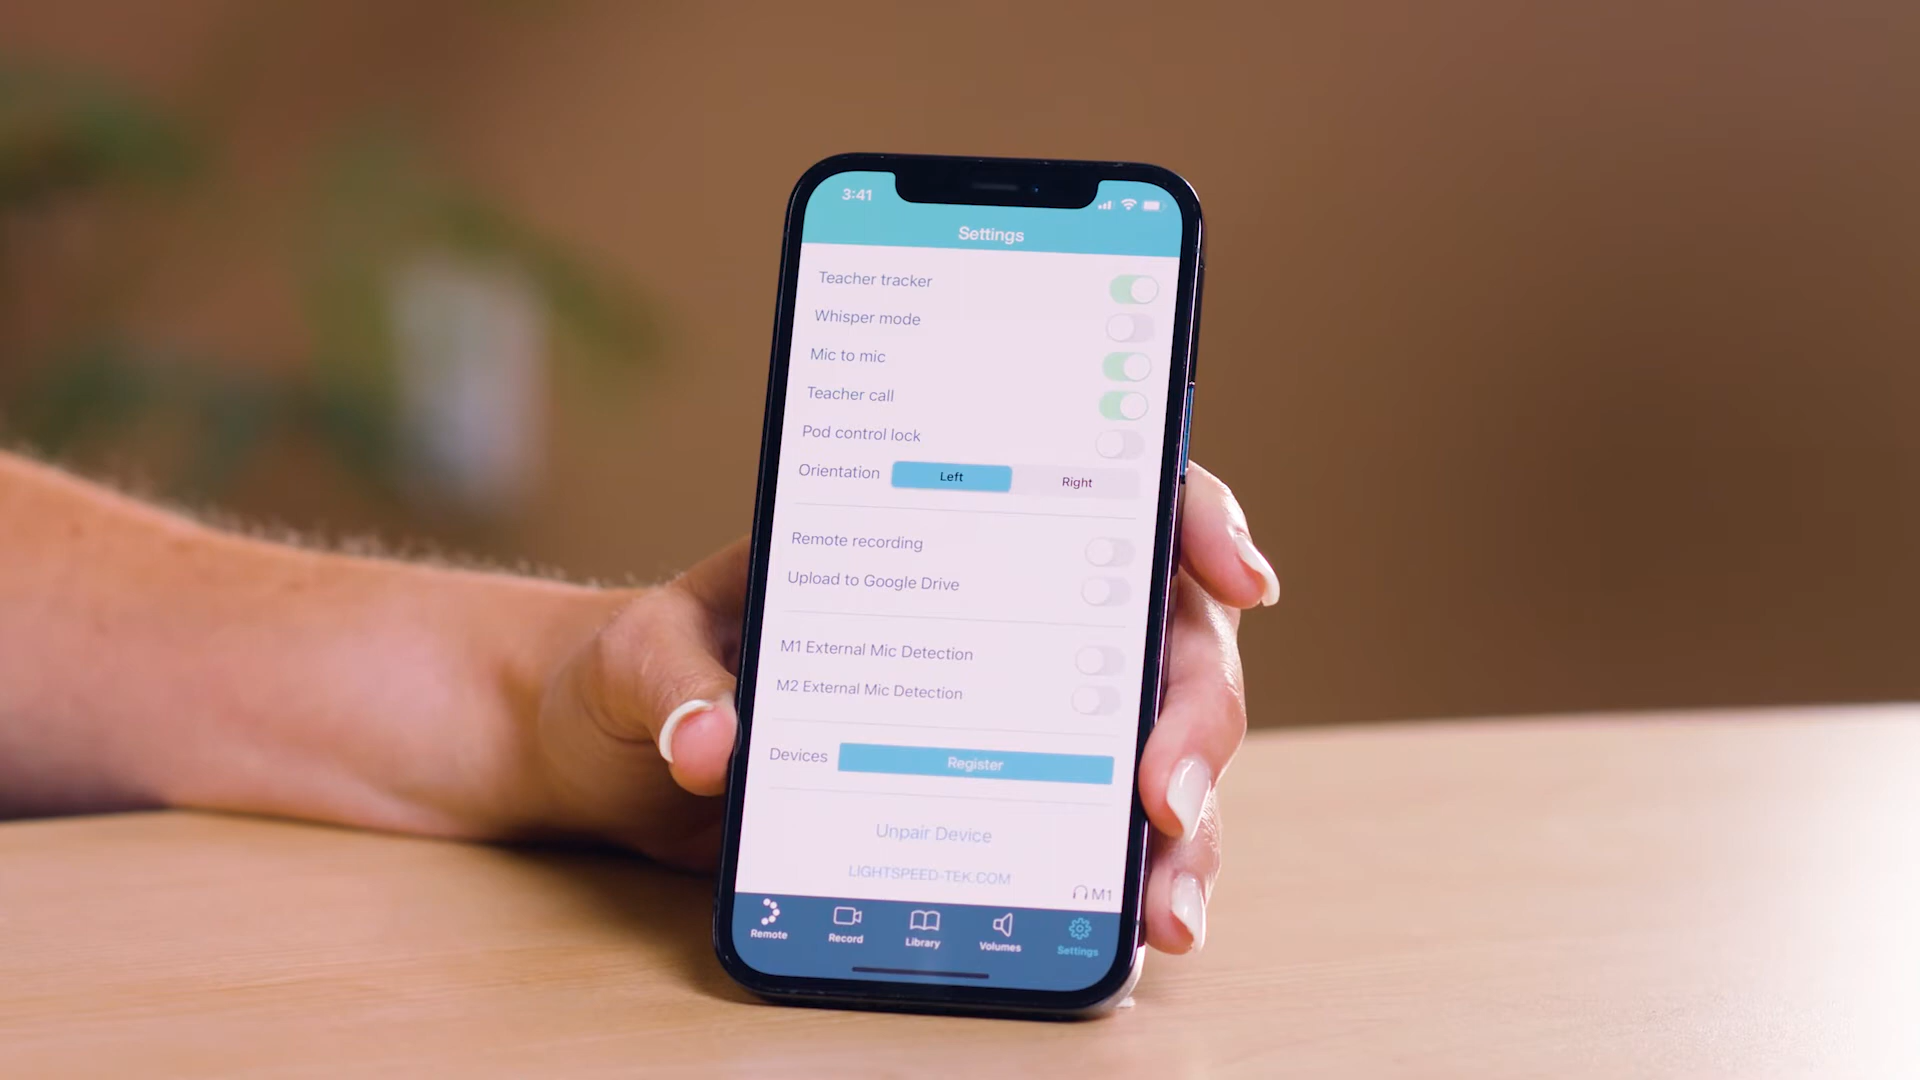 3:41
Settings
Teacher tracker
Whisper mode
Mic to mic
Teacher call
Pod control lock
Orientation Left Right
Remote recording
Upload to Google Drive
M1 External Mic Detection
M2 External Mic Detection
Devices Register
Unpair Device
LIGHTSPEED-TEK.COM
M1
Remote Record Library Volumes Settings